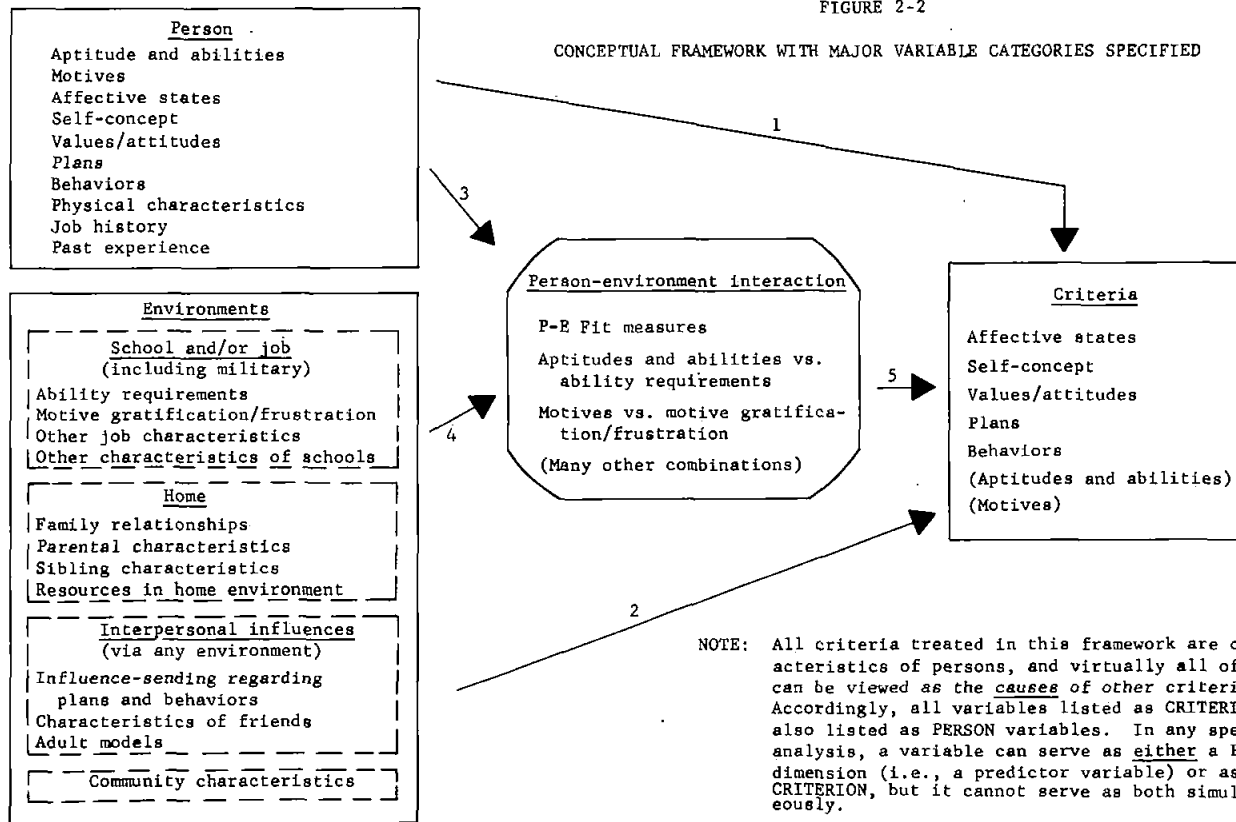 FIGURE 2-2
CONCEPTUAL FRAMEWORK WITH MAJOR VARIABLE CATEGORIES SPECIFIED
Person
Aptitude and abilities
Motives
Affective states
Self-concept
Values/attitudes
Plans
Behaviors
Physical characteristics
Job history
Past experience
1
3
Environments
School and/or job
(including military)
Ability requirements
Motive gratification/frustration
Other job characteristics
Other characteristics of schools
4
Home
Family relationships
Parental characteristics
Sibling characteristics
Resources in home environment
Interpersonal influences
(via any environment)
Influence-sending regarding
plans and behaviors
Characteristics of friends
Adult models
Community characteristics
2
Person-environment interaction
P-E Fit measures
Aptitudes and abilities vs.
ability requirements
Motives vs. motive gratifica-
tion/frustration
(Many other combinations)
5
Criteria
Affective states
Self-concept
Values/attitudes
Plans
Behaviors
(Aptitudes and abilities)
(Motives)
NOTE: All criteria treated in this framework are
acteristics of persons, and virtually all of
can be viewed as the causes of other
Accordingly, all variables listed as
also listed as PERSON variables. In any
analysis, a variable can serve as either a
dimension (i.e., a predictor variable) or as
CRITERION, but it cannot serve as both
eously.